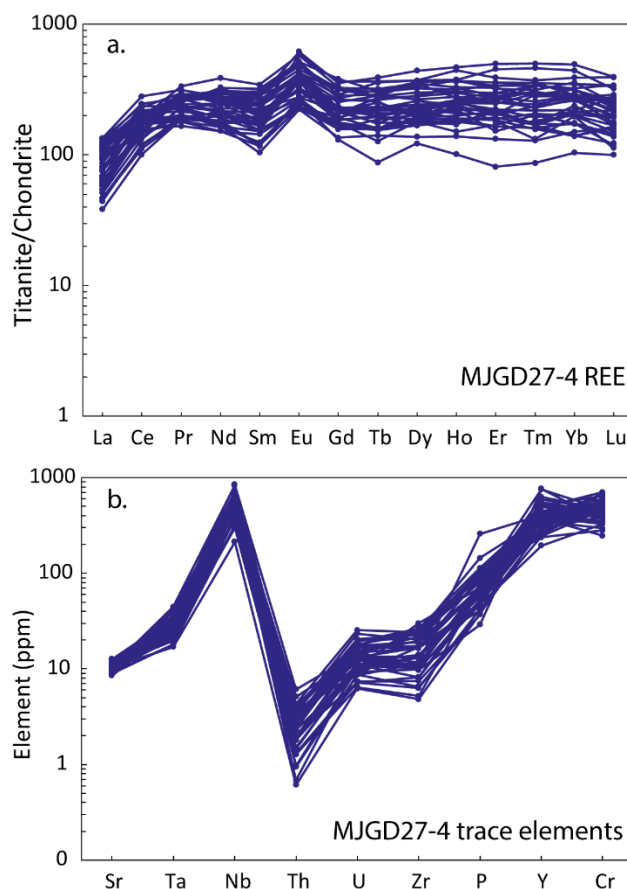 1000
a.
100
10
1
Titanite/Chondrite
MJGD27-4 REE
La Ce Pr Nd Sm Eu Gd Tb Dy Ho Er Tm Yb Lu
1000
b.
100
10
1
0
Element (ppm)
MJGD27-4 trace elements
Sr Ta Nb Th U Zr P Y Cr